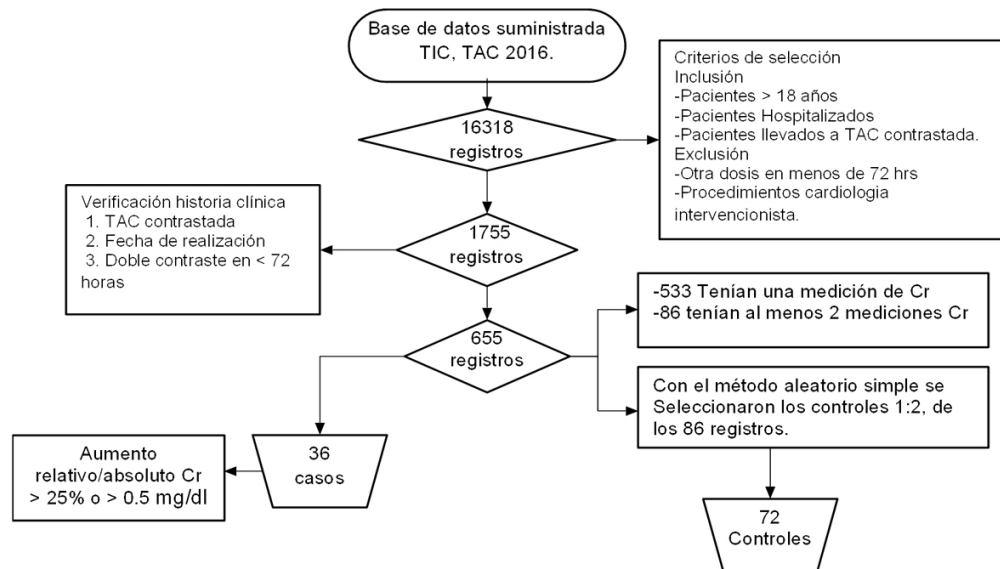 Base de datos suministrada
TIC, TAC 2016.
16318
registros
Criterios de selección
Inclusión
-Pacientes > 18 años
-Pacientes Hospitalizados
-Pacientes llevados a TAC contrastada.
Exclusión
-Otra dosis en menos de 72 hrs
-Procedimientos cardiologia
intervencionista.
Verificación historia clínica
1. TAC contrastada
2. Fecha de realización
3. Doble contraste en < 72
horas
1755
registros
-533 Tenían una medición de Cr
-86 tenían al menos 2 mediciones Cr
655
registros
Con el método aleatorio simple se
Seleccionaron los controles 1:2, de
los 86 registros.
36
casos
Aumento
relativo/absoluto Cr
> 25% o > 0.5 mg/dl
72
Controles